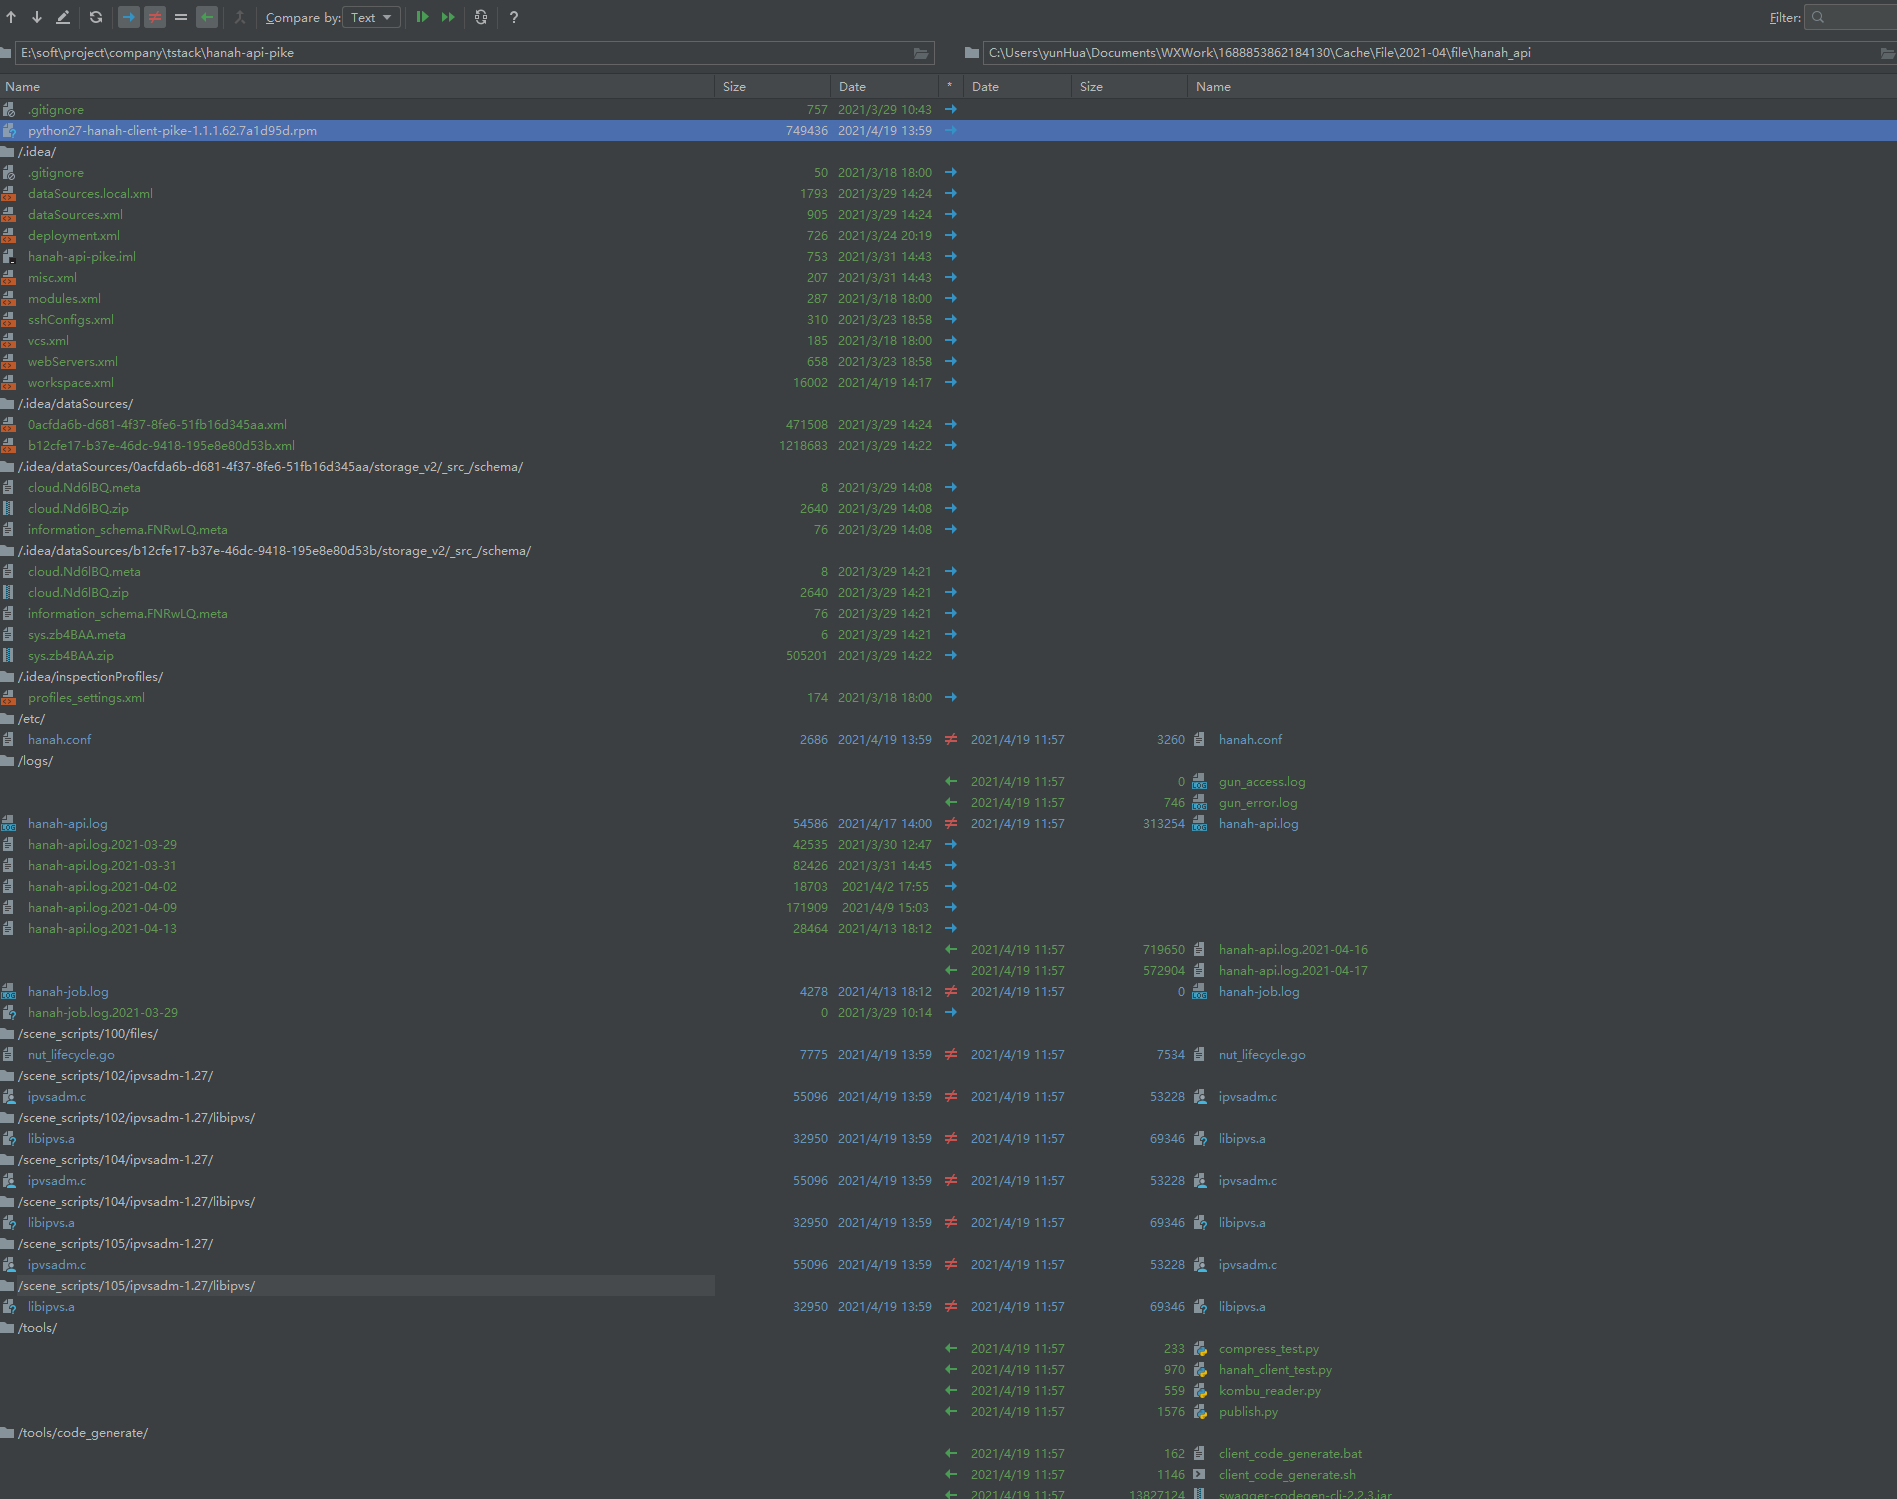 Compare by: Text ? Filter:
E:\soft\project\company\tstack\hanah-api-pike C:\Users\yunHua\Documents\WXWork\1688853862184130\Cache\File\2021-04\file\hanah_api
Name Size Date * Date Size Name
.gitignore 757 2021/3/29 10:43
python27-hanah-client-pike-1.1.1.62.7a1d95d.rpm 749436 2021/4/19 13:59
/.idea/
.gitignore 50 2021/3/18 18:00
dataSources.local.xml 1793 2021/3/29 14:24
dataSources.xml 905 2021/3/29 14:24
deployment.xml 726 2021/3/24 20:19
hanah-api-pike.iml 753 2021/3/31 14:43
misc.xml 207 2021/3/31 14:43
modules.xml 287 2021/3/18 18:00
sshConfigs.xml 310 2021/3/23 18:58
vcs.xml 185 2021/3/18 18:00
webServers.xml 658 2021/3/23 18:58
workspace.xml 16002 2021/4/19 14:17
/.idea/dataSources/
0acfda6b-d681-4f37-8fe6-51fb16d345aa.xml 471508 2021/3/29 14:24
b12cfe17-b37e-46dc-9418-195e8e80d53b.xml 1218683 2021/3/29 14:22
/.idea/dataSources/0acfda6b-d681-4f37-8fe6-51fb16d345aa/storage_v2/_src_/schema/
cloud.Nd6lBQ.meta 8 2021/3/29 14:08
cloud.Nd6lBQ.zip 2640 2021/3/29 14:08
information_schema.FNRwLQ.meta 76 2021/3/29 14:08
/.idea/dataSources/b12cfe17-b37e-46dc-9418-195e8e80d53b/storage_v2/_src_/schema/
cloud.Nd6lBQ.meta 8 2021/3/29 14:21
cloud.Nd6lBQ.zip 2640 2021/3/29 14:21
information_schema.FNRwLQ.meta 76 2021/3/29 14:21
sys.zb4BAA.meta 6 2021/3/29 14:21
sys.zb4BAA.zip 505201 2021/3/29 14:22
/.idea/inspectionProfiles/
profiles_settings.xml 174 2021/3/18 18:00
/etc/
hanah.conf 2686 2021/4/19 13:59 2021/4/19 11:57 3260 hanah.conf
/logs/
2021/4/19 11:57 0 gun_access.log
2021/4/19 11:57 746 gun_error.log
hanah-api.log 54586 2021/4/17 14:00 2021/4/19 11:57 313254 hanah-api.log
hanah-api.log.2021-03-29 42535 2021/3/30 12:47
hanah-api.log.2021-03-31 82426 2021/3/31 14:45
hanah-api.log.2021-04-02 18703 2021/4/2 17:55
hanah-api.log.2021-04-09 171909 2021/4/9 15:03
hanah-api.log.2021-04-13 28464 2021/4/13 18:12
2021/4/19 11:57 719650 hanah-api.log.2021-04-16
2021/4/19 11:57 572904 hanah-api.log.2021-04-17
hanah-job.log 4278 2021/4/13 18:12 2021/4/19 11:57 0 hanah-job.log
hanah-job.log.2021-03-29 0 2021/3/29 10:14
/scene_scripts/100/files/
nut_lifecycle.go 7775 2021/4/19 13:59 2021/4/19 11:57 7534 nut_lifecycle.go
/scene_scripts/102/ipvsadm-1.27/
ipvsadm.c 55096 2021/4/19 13:59 2021/4/19 11:57 53228 ipvsadm.c
/scene_scripts/102/ipvsadm-1.27/libipvs/
libipvs.a 32950 2021/4/19 13:59 2021/4/19 11:57 69346 libipvs.a
/scene_scripts/104/ipvsadm-1.27/
ipvsadm.c 55096 2021/4/19 13:59 2021/4/19 11:57 53228 ipvsadm.c
/scene_scripts/104/ipvsadm-1.27/libipvs/
libipvs.a 32950 2021/4/19 13:59 2021/4/19 11:57 69346 libipvs.a
/scene_scripts/105/ipvsadm-1.27/
ipvsadm.c 55096 2021/4/19 13:59 2021/4/19 11:57 53228 ipvsadm.c
/scene_scripts/105/ipvsadm-1.27/libipvs/
libipvs.a 32950 2021/4/19 13:59 2021/4/19 11:57 69346 libipvs.a
/tools/
2021/4/19 11:57 233 compress_test.py
2021/4/19 11:57 970 hanah_client_test.py
2021/4/19 11:57 559 kombu_reader.py
2021/4/19 11:57 1576 publish.py
/tools/code_generate/
2021/4/19 11:57 162 client_code_generate.bat
2021/4/19 11:57 1146 client_code_generate.sh
2021/4/19 11:57 13827124 swagger-codegen-cli-2.2.3.jar